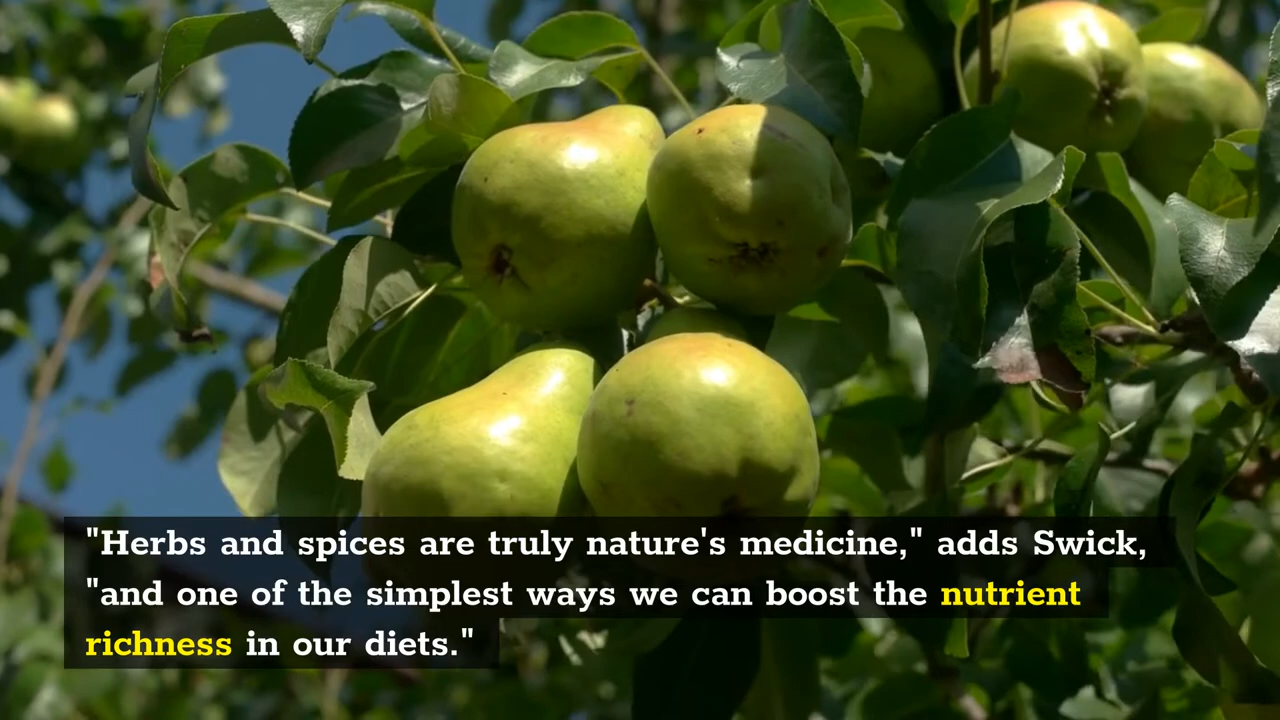 "Herbs and spices are truly nature's medicine," adds Swick,
"and one of the simplest ways we can boost the nutrient
richness in our diets."